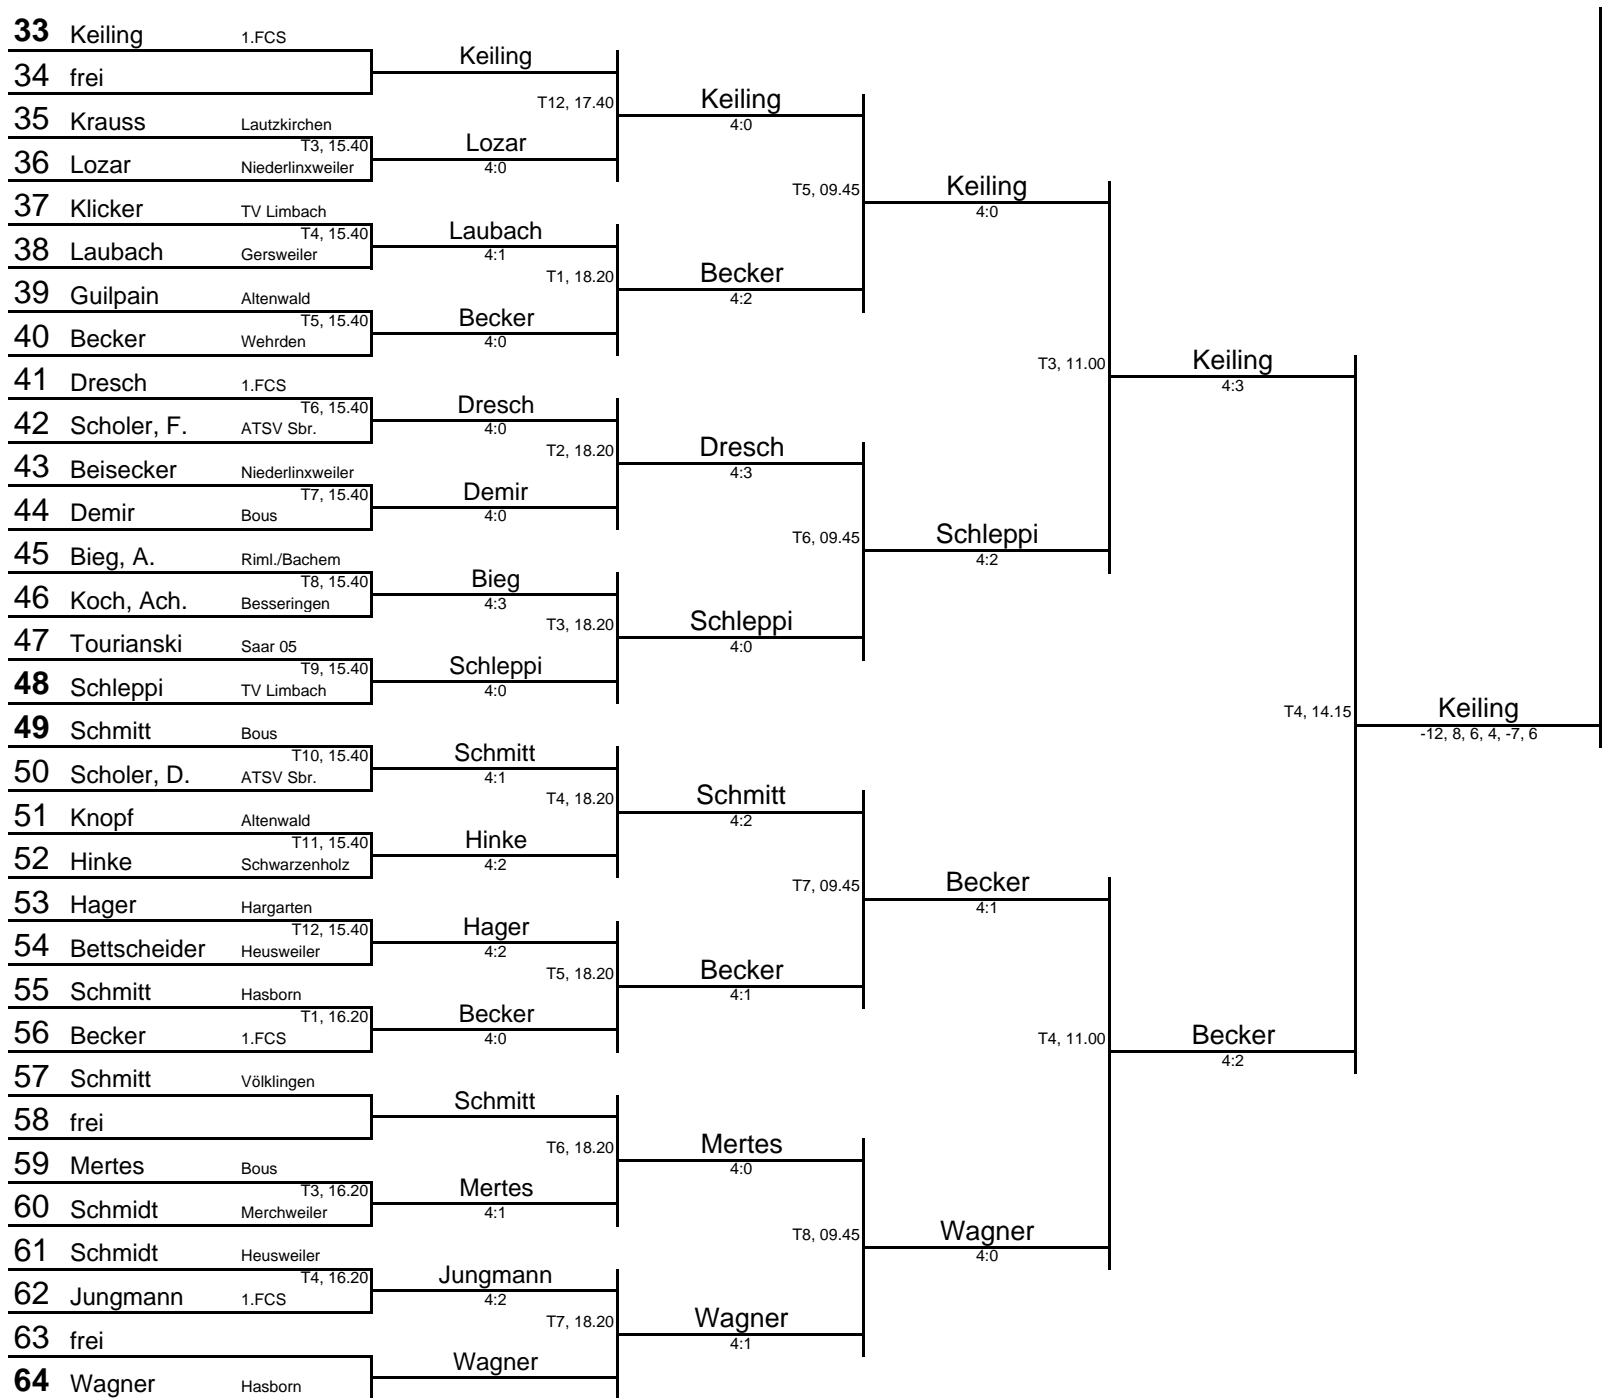 33 Keiling 1.FCS
34 frei
35 Krauss Lautzkirchen
T3, 15.40
36 Lozar Niederlinxweiler
37 Klicker TV Limbach
T4, 15.40
38 Laubach Gersweiler
39 Guilpain Altenwald
T5, 15.40
40 Becker Wehrden
41 Dresch 1.FCS
T6, 15.40
42 Scholer, F. ATSV Sbr.
43 Beisecker Niederlinxweiler
T7, 15.40
44 Demir Bous
45 Bieg, A. Riml./Bachem
T8, 15.40
46 Koch, Ach. Besseringen
47 Tourianski Saar 05
T9, 15.40
48 Schleppi TV Limbach
49 Schmitt Bous
T10, 15.40
50 Scholer, D. ATSV Sbr.
51 Knopf Altenwald
T11, 15.40
52 Hinke Schwarzenholz
53 Hager Hargarten
T12, 15.40
54 Bettscheider Heusweiler
55 Schmitt Hasborn
T1, 16.20
56 Becker 1.FCS
57 Schmitt Völklingen
58 frei
59 Mertes Bous
T3, 16.20
60 Schmidt Merchweiler
61 Schmidt Heusweiler
T4, 16.20
62 Jungmann 1.FCS
63 frei
64 Wagner Hasborn
Keiling
T12, 17.40
Lozar
4:0
Laubach
4:1
T1, 18.20
Becker
4:0
Dresch
4:0
T2, 18.20
Demir
4:0
Bieg
4:3
T3, 18.20
Schleppi
4:0
Schmitt
4:1
T4, 18.20
Hinke
4:2
Hager
4:2
T5, 18.20
Becker
4:0
Schmitt
T6, 18.20
Mertes
4:1
Jungmann
4:2
T7, 18.20
Wagner
Keiling
4:0
T5, 09.45
Becker
4:2
Dresch
4:3
T6, 09.45
Schleppi
4:0
Schmitt
4:2
T7, 09.45
Becker
4:1
Mertes
4:0
T8, 09.45
Wagner
4:1
Keiling
4:0
T3, 11.00
Schleppi
4:2
Becker
4:1
T4, 11.00
Wagner
4:0
Keiling
4:3
T4, 14.15
Becker
4:2
Keiling
-12, 8, 6, 4, -7, 6